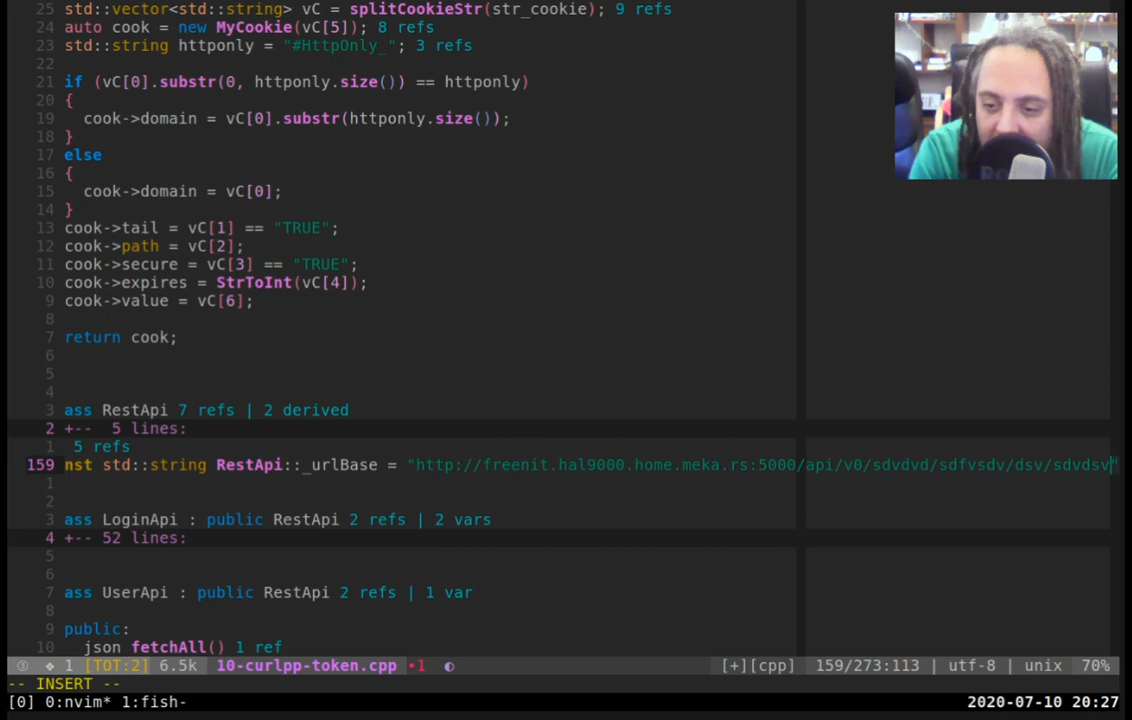 25 std::vector<std::string> vC = splitCookieStr(str_cookie); 9 refs
24 auto cook = new MyCookie(vC[5]); 8 refs
23 std::string httponly = "#HttpOnly_"; 3 refs
22
21 if (vC[0].substr(0, httponly.size()) == httponly)
20 {
19 cook->domain = vC[0].substr(httponly.size());
18 }
17 else
16 {
15 cook->domain = vC[0];
14 }
13 cook->tail = vC[1] == "TRUE";
12 cook->path = vC[2];
11 cook->secure = vC[3] == "TRUE";
10 cook->expires = StrToInt(vC[4]);
9 cook->value = vC[6];
8
7 return cook;
6
5
4
3 ass RestApi 7 refs | 2 derived
2 +-- 5 lines:
1 5 refs
159 nst std::string RestApi::_urlBase = "http://freenit.hal9000.home.meka.rs:5000/api/v0/sdvdvd/sdfvsdv/dsv/sdvdsv"
1
2
3 ass LoginApi : public RestApi 2 refs | 2 vars
4 +-- 52 lines:
5
6
7 ass UserApi : public RestApi 2 refs | 1 var
8
9 public:
10 json fetchAll() 1 ref
③ ❖ 1 [TOT:2] 6.5k 10-curlpp-token.cpp •1 ◐ [+][cpp] 159/273:113 | utf-8 | unix 70%
-- INSERT --
[0] 0:nvim* 1:fish- 2020-07-10 20:27